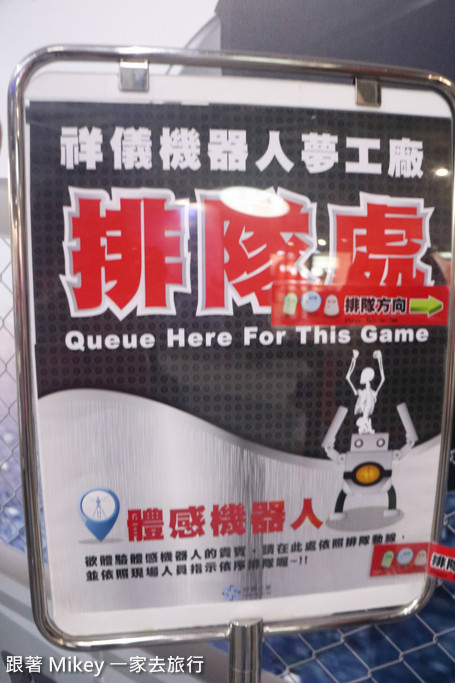 祥儀機器人夢工廠
排隊處
排隊方向
Queue Here For This Game
體感機器人
欲體驗體感機器人的貴賓，請在此處依照排隊動線，
並依照現場人員指示依序排隊喔~!!
排隊
跟著 Mikey 一家去旅行